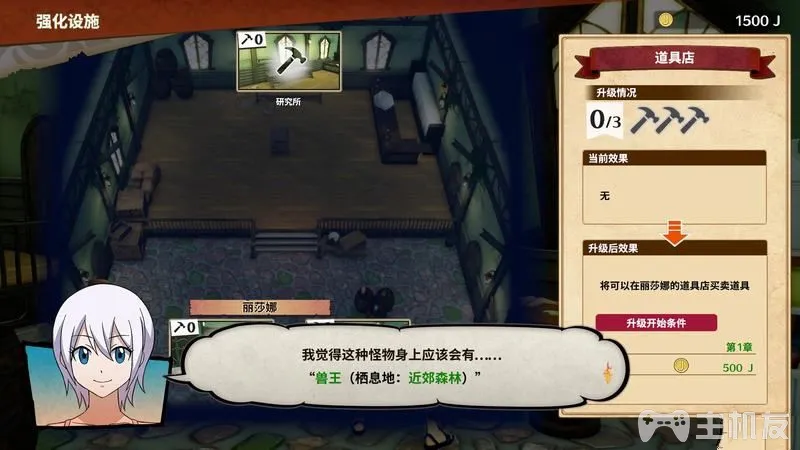 强化设施
1500 J
0
研究所
道具店
升级情况
0/3
当前效果
无
升级后效果
将可以在丽莎娜的道具店买卖道具
升级开始条件
第1章
500 J
丽莎娜
0
我觉得这种怪物身上应该会有……
“兽王（栖息地：近郊森林）”
主机友